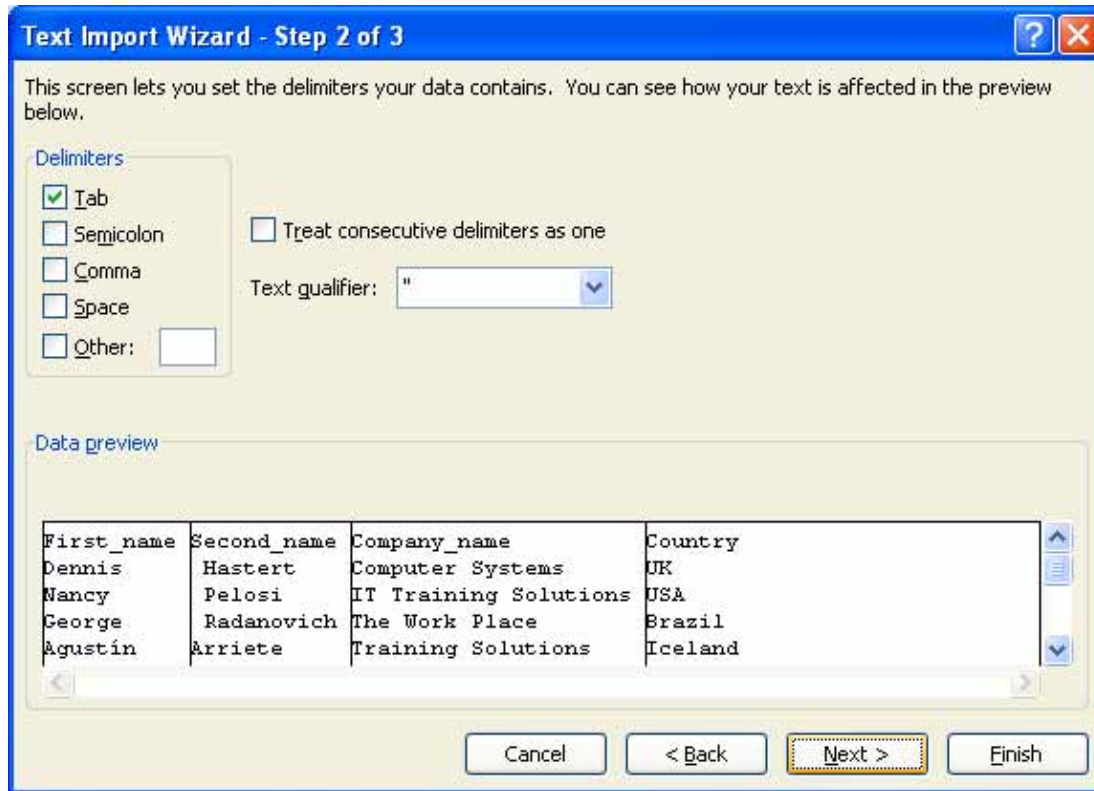 Text Import Wizard - Step 2 of 3
This screen lets you set the delimiters your data contains. You can see how your text is affected in the preview
below.
Delimiters
Tab
Semicolon
Comma
Space
Other:
Treat consecutive delimiters as one
Text qualifier: "
Data preview
First_name Second_name Company_name Country
Dennis Hastert Computer Systems UK
Nancy Pelosi IT Training Solutions USA
George Radanovich The Work Place Brazil
Agustín Arriete Training Solutions Iceland
Cancel < Back Next > Finish